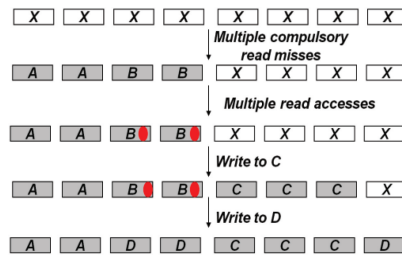 X X X X X X X X
Multiple compulsory
read misses
A A B B X X X X
Multiple read accesses
A A B B X X X X
Write to C
A A B B C C C X
Write to D
A A D D C C C D